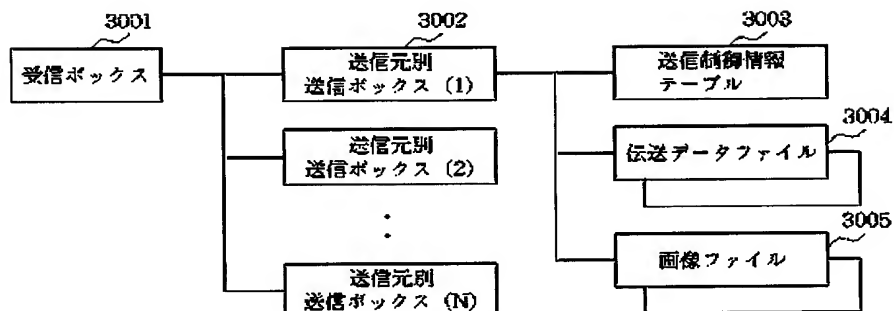 3001
受信ボックス
3002
送信元別
送信ボックス (1)
送信元別
送信ボックス (2)
送信元別
送信ボックス (N)
3003
送信制御情報
テーブル
3004
伝送データファイル
3005
画像ファイル